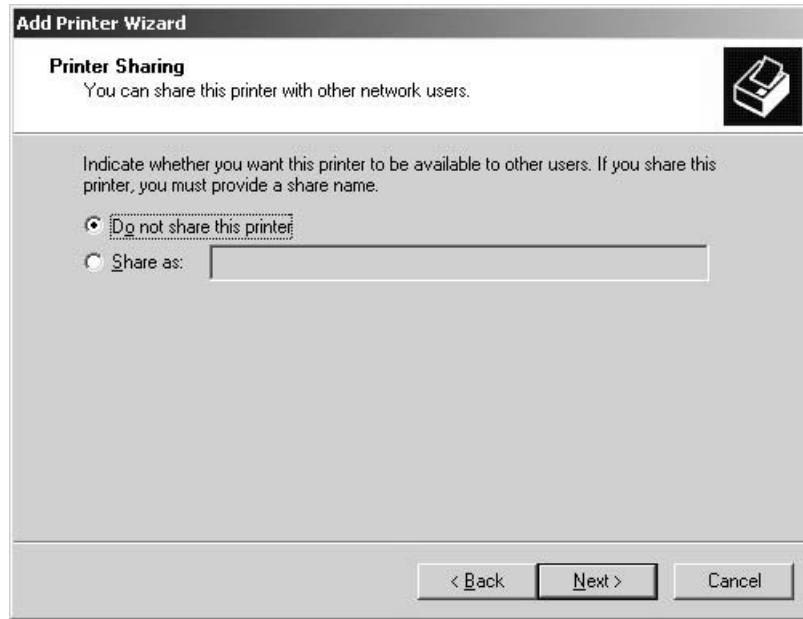 Add Printer Wizard
Printer Sharing
You can share this printer with other network users.
Indicate whether you want this printer to be available to other users. If you share this
printer, you must provide a share name.
Do not share this printer
Share as:
< Back
Next >
Cancel